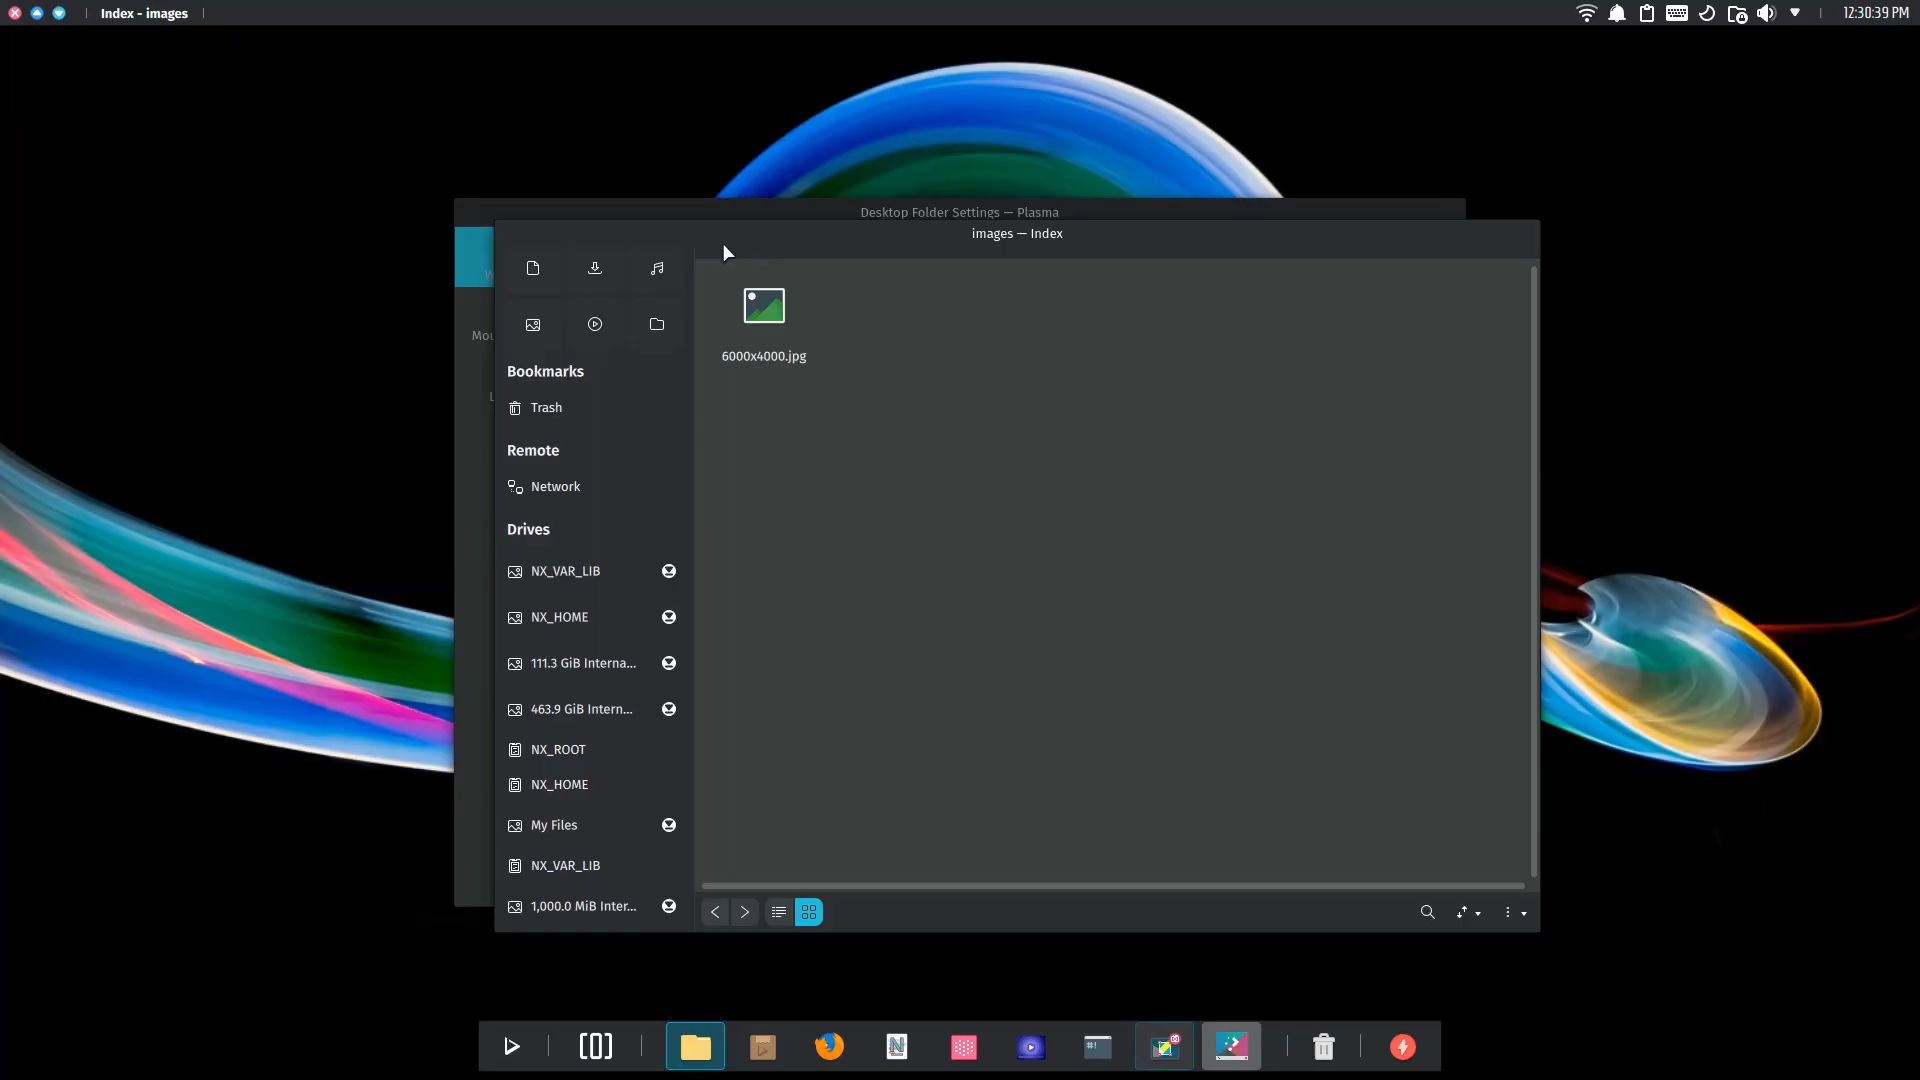 Index - images
12:30:39 PM
Desktop Folder Settings — Plasma
images — Index
6000x4000.jpg
Mou
Bookmarks
Trash
Remote
Network
Drives
NX_VAR_LIB
NX_HOME
111.3 GiB Interna...
463.9 GiB Intern...
NX_ROOT
NX_HOME
My Files
NX_VAR_LIB
1,000.0 MiB Inter...